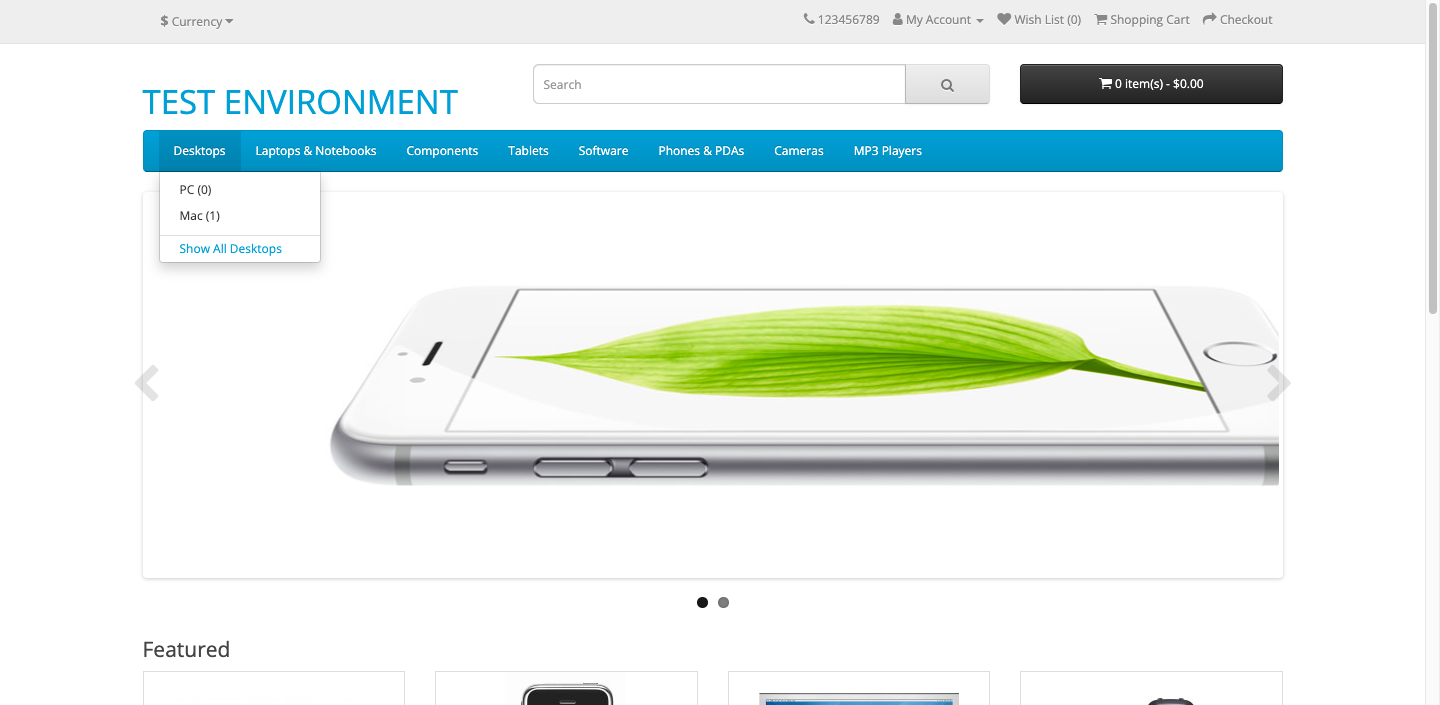 $ Currency
123456789 My Account Wish List (0) Shopping Cart Checkout
TEST ENVIRONMENT
Search
0 item(s) - $0.00
Desktops Laptops & Notebooks Components Tablets Software Phones & PDAs Cameras MP3 Players
PC (0)
Mac (1)
Show All Desktops
Featured